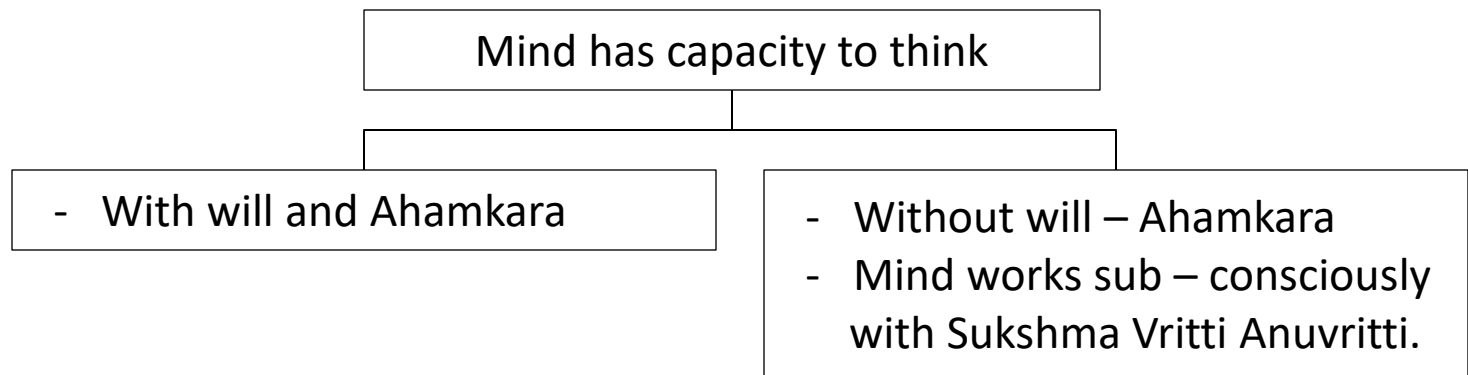 Mind has capacity to think
- With will and Ahamkara
- Without will – Ahamkara
- Mind works sub – consciously
with Sukshma Vritti Anuvritti.